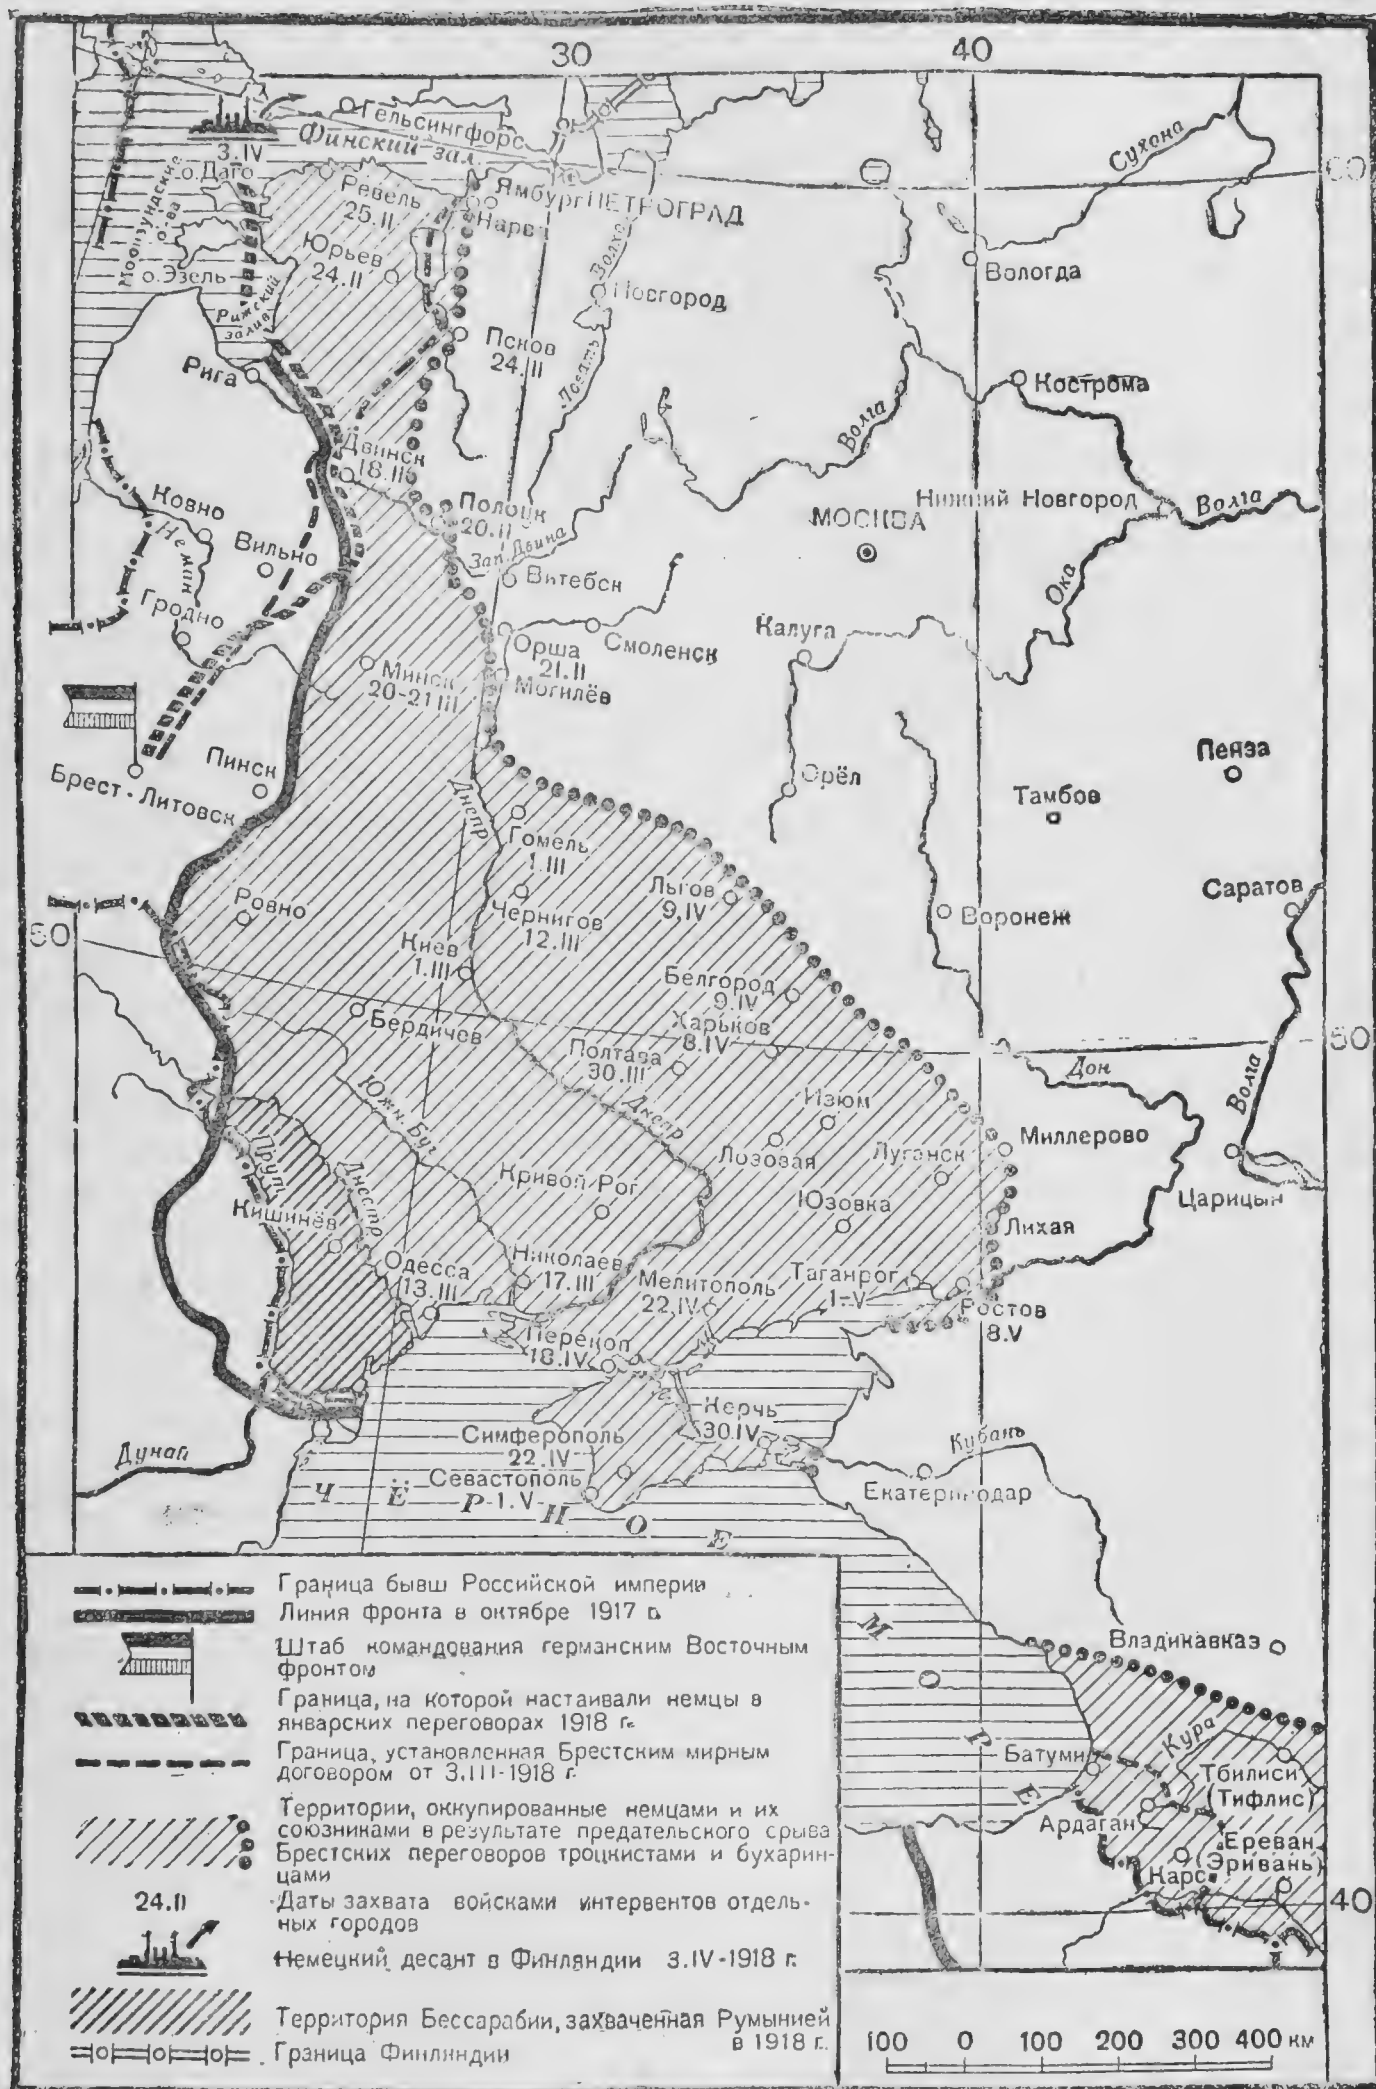 30
40
Гельсингфорс
Финский зал.
3.IV
о.Даго
Моонзундские
о-ва
о.Эзель
Рижский
залив
Ревель
25.II
Юрьев
24.II
Ямбург
ПЕТРОГРАД
Нарва
Новгород
Псков
24.II
Ловать
Сухона
60
Вологда
Кострома
Волга
Рига
Двинск
18.II
Ковно
Неман
Вильно
Гродно
Полоцк
20.II
Зап. Двина
Витебск
МОСКВА
Нижний Новгород
Волга
Ока
Орша
21.II
Смоленск
Могилёв
Калуга
Минск
20-21 III
Пинск
Брест-Литовск
Днепр
Орёл
Пенза
Тамбов
Гомель
1.III
Льгов
9,IV
Саратов
Ровно
Чернигов
12.III
Воронеж
50
Киев
1.III
Белгород
9.IV
Бердичев
Харьков
8.IV
Полтава
30.III
50
Дон
Волга
Южн. Буг
Днепр
Изюм
Лозовая
Луганск
Миллерово
Царицын
Прут
Днестр
Кривой Рог
Юзовка
Лихая
Кишинёв
Одесса
13.III
Николаев
17.III
Мелитополь
22,IV
Таганрог
1-V
Ростов
8.V
Перекоп
18.IV
Керчь
30.IV
Дунай
Симферополь
22.IV
Севастополь
1.V
Кубань
Екатеринодар
ЧЁРНОЕ МОРЕ
Владикавказ
Батуми
Кура
Тбилиси
(Тифлис)
Ардаган
Ереван
(Эривань)
Карс
40
Граница бывш Российской империи
Линия фронта в октябре 1917 г.
Штаб командования германским Восточным
фронтом
Граница, на которой настаивали немцы в
январских переговорах 1918 г.
Граница, установленная Брестским мирным
договором от 3.III-1918 г.
Территории, оккупированные немцами и их
союзниками в результате предательского срыва
Брестских переговоров троцкистами и бухарин-
цами
24.II
Даты захвата войсками интервентов отдель-
ных городов
Немецкий десант в Финляндии 3.IV-1918 г.
Территория Бессарабии, захваченная Румынией
в 1918 г.
Граница Финляндии
100 0 100 200 300 400 км